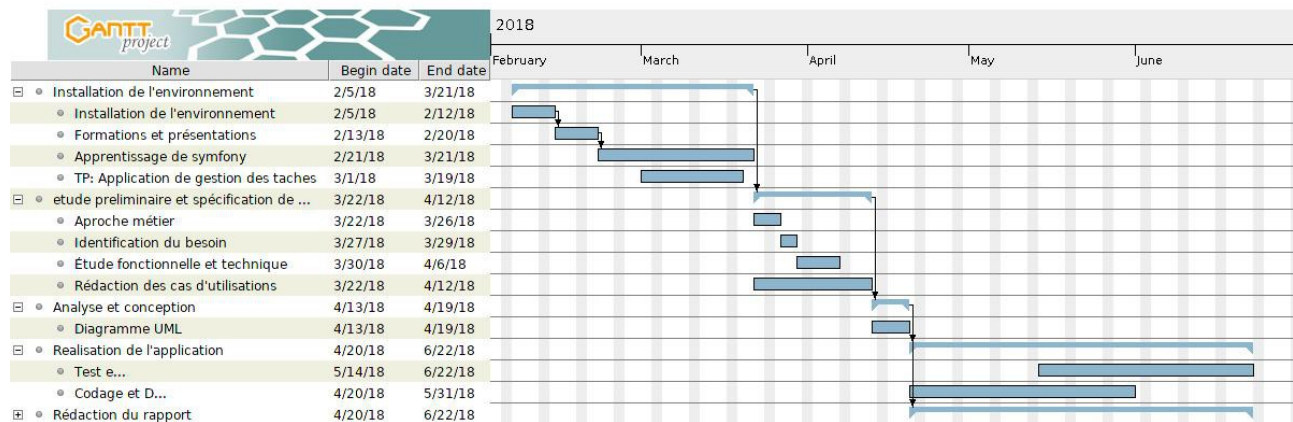 GANTT
project
2018
February March April May June
Name Begin date End date
Installation de l'environnement 2/5/18 3/21/18
Installation de l'environnement 2/5/18 2/12/18
Formations et présentations 2/13/18 2/20/18
Apprentissage de symfony 2/21/18 3/21/18
TP: Application de gestion des taches 3/1/18 3/19/18
etude preliminaire et spécification de ... 3/22/18 4/12/18
Aproche métier 3/22/18 3/26/18
Identification du besoin 3/27/18 3/29/18
Étude fonctionnelle et technique 3/30/18 4/6/18
Rédaction des cas d'utilisations 3/22/18 4/12/18
Analyse et conception 4/13/18 4/19/18
Diagramme UML 4/13/18 4/19/18
Realisation de l'application 4/20/18 6/22/18
Test e... 5/14/18 6/22/18
Codage et D... 4/20/18 5/31/18
Rédaction du rapport 4/20/18 6/22/18